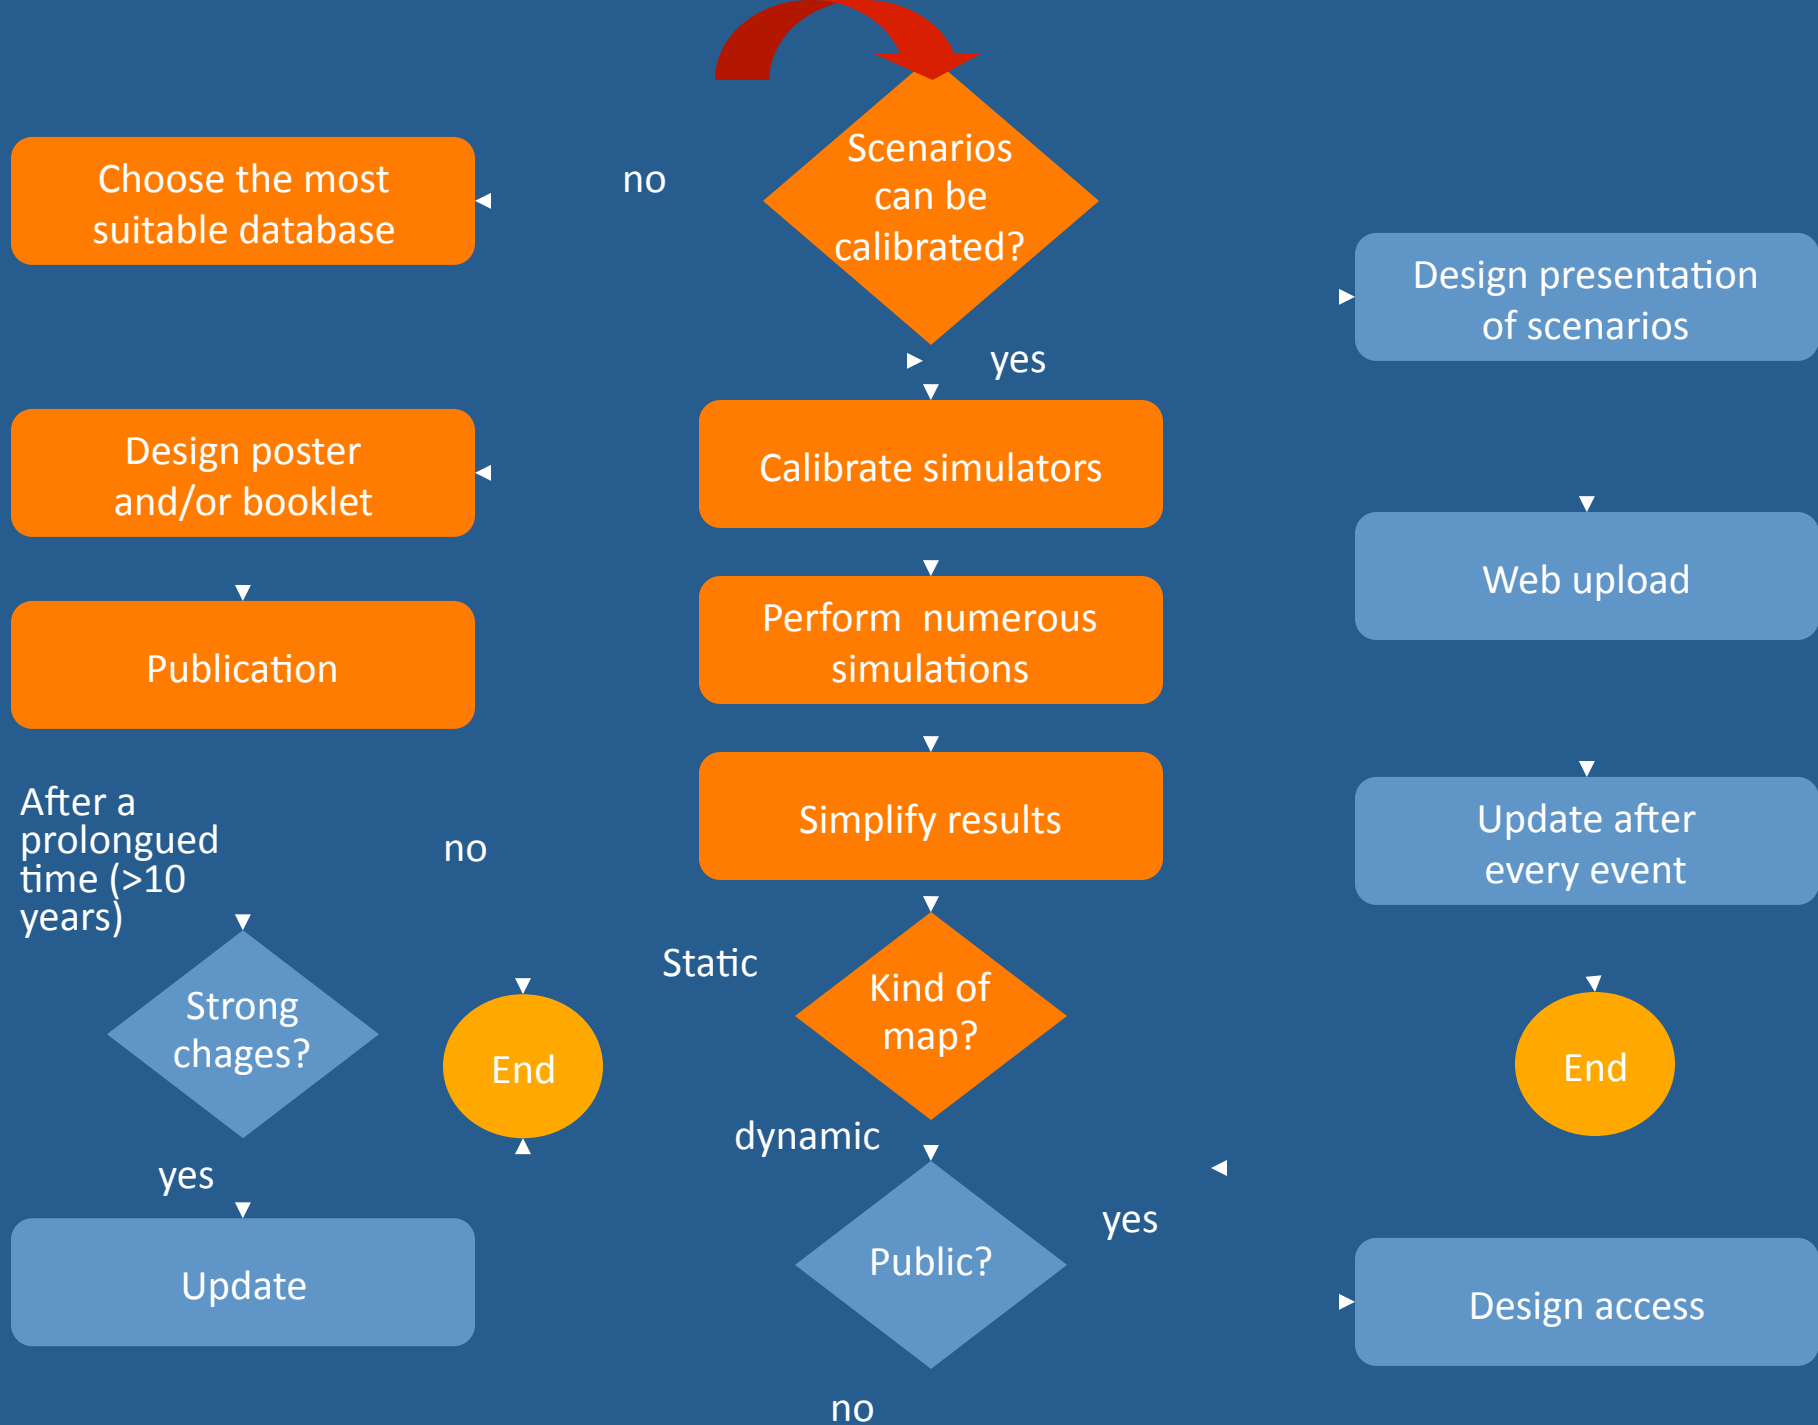 Scenarios
can be
calibrated?
no
Choose the most
suitable database
yes
Calibrate simulators
Perform  numerous
simulations
Simplify results
Kind of
map?
Static
Design poster
and/or booklet
Publication
After a
prolongued
time (>10
years)
Strong
chages?
no
End
yes
Update
dynamic
Public?
yes
no
Design presentation
of scenarios
Web upload
Update after
every event
End
Design access